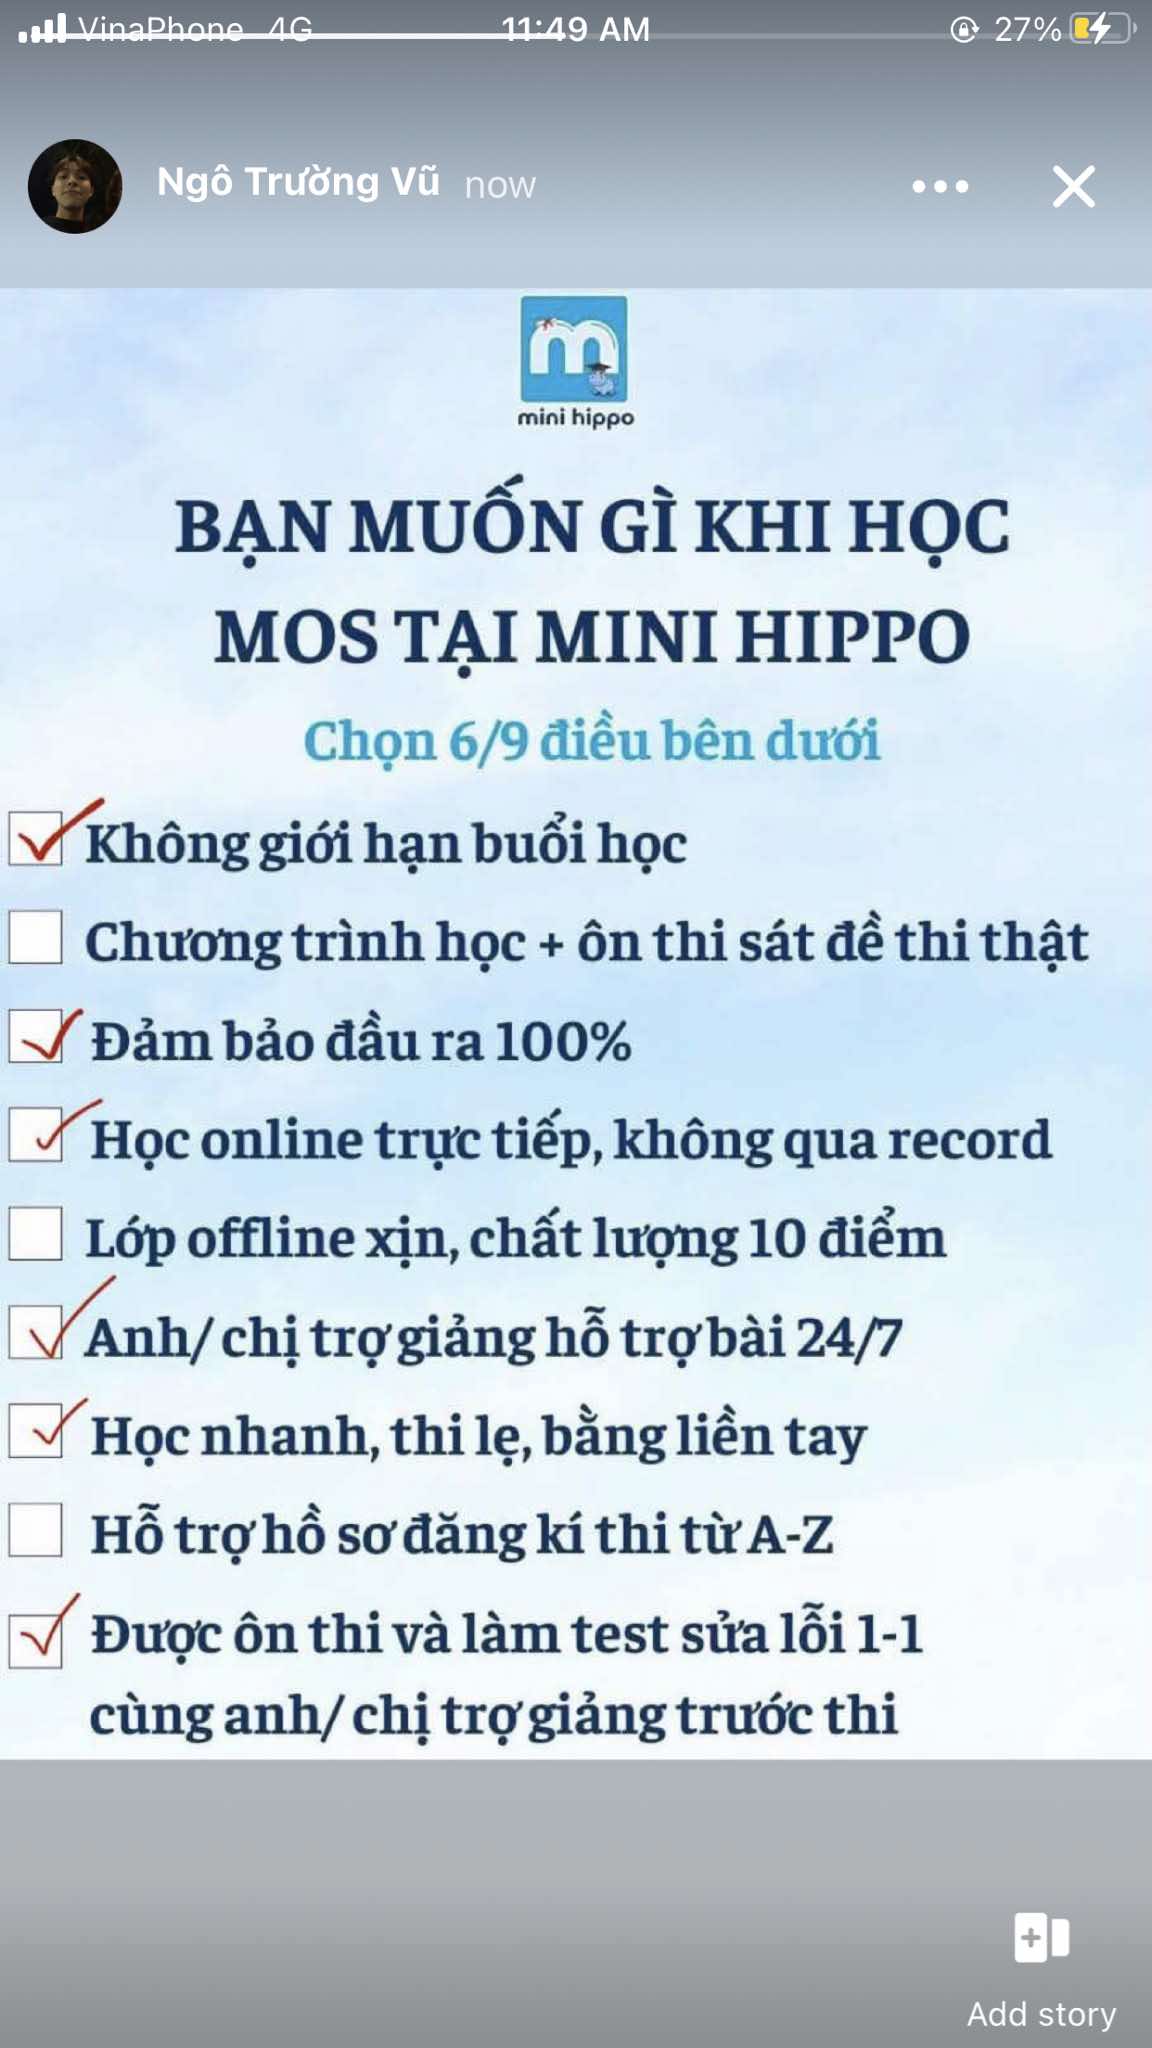 VinaPhone 4G 11:49 AM 27%
Ngô Trường Vũ now
m
mini hippo
BẠN MUỐN GÌ KHI HỌC
MOS TẠI MINI HIPPO
Chọn 6/9 điều bên dưới
Không giới hạn buổi học
Chương trình học + ôn thi sát đề thi thật
Đảm bảo đầu ra 100%
Học online trực tiếp, không qua record
Lớp offline xịn, chất lượng 10 điểm
Anh/ chị trợ giảng hỗ trợ bài 24/7
Học nhanh, thi lẹ, bằng liền tay
Hỗ trợ hồ sơ đăng kí thi từ A-Z
Được ôn thi và làm test sửa lỗi 1-1
cùng anh/ chị trợ giảng trước thi
Add story